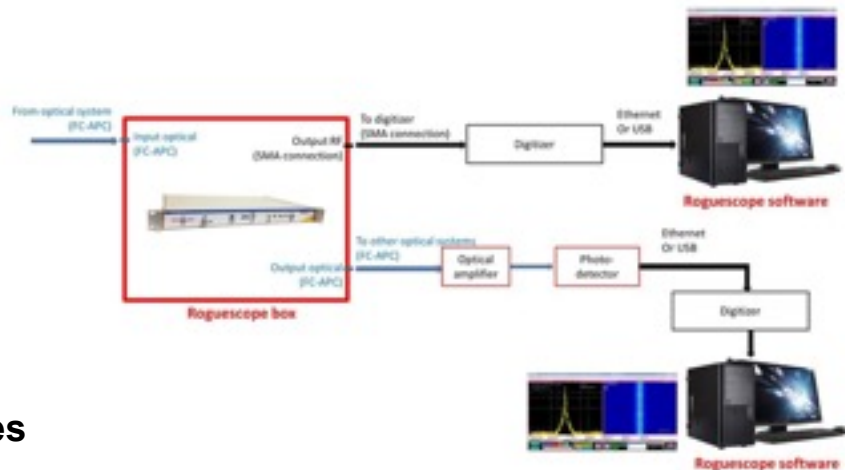 From optical system
(FC-APC)
Input optical
(FC-APC)
Output RF
(SMA connection)
To digitizer
(SMA connection)
Digitizer
Ethernet
Or USB
Roguescope software
Output optical
(FC-APC)
To other optical systems
(FC-APC)
Optical
amplifier
Photo-
detector
Ethernet
Or USB
Roguescope box
Digitizer
es
Roguescope software